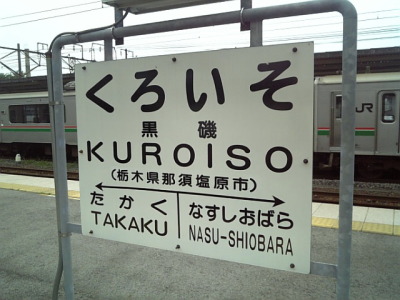 くろいそ
黒磯
KUROISO
(栃木県那須塩原市)
たかく なすしおばら
TAKAKU NASU-SHIOBARA
JR